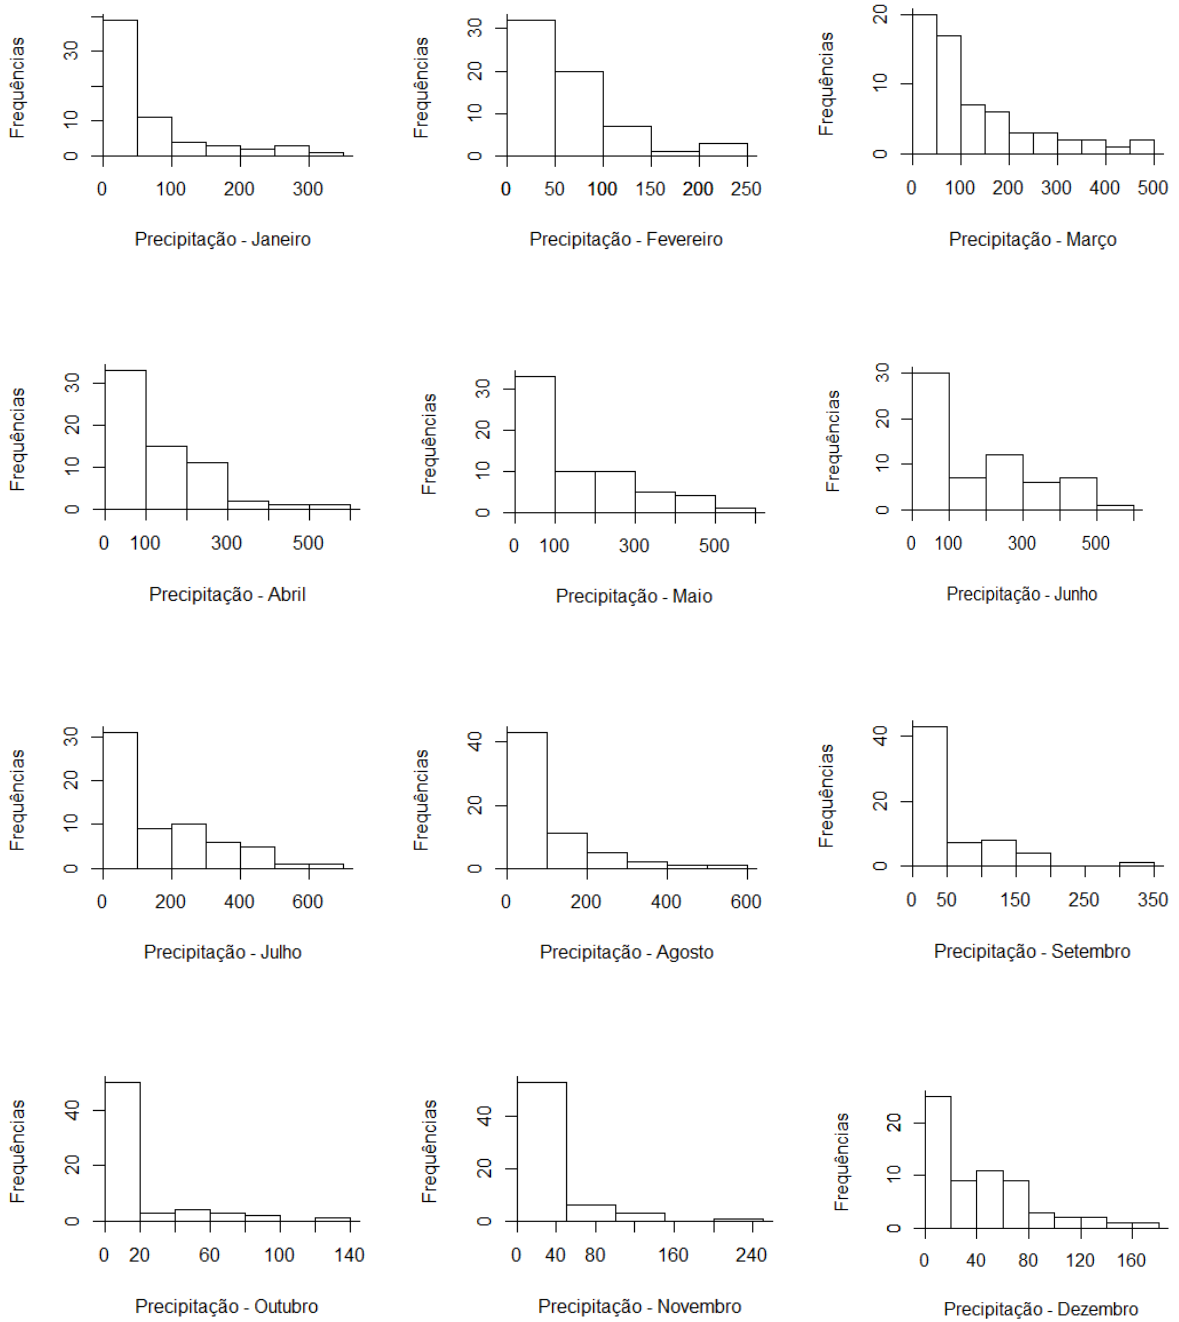 Frequências
30
10
0
0 100 200 300
Precipitação - Janeiro
Frequências
30
20
10
0
0 50 100 150 200 250
Precipitação - Fevereiro
Frequências
20
10
0
0 100 200 300 400 500
Precipitação - Março
Frequências
30
20
10
0
0 100 300 500
Precipitação - Abril
Frequências
30
20
10
0
0 100 300 500
Precipitação - Maio
Frequências
30
20
10
0
0 100 300 500
Precipitação - Junho
Frequências
30
20
10
0
0 200 400 600
Precipitação - Julho
Frequências
40
20
0
0 200 400 600
Precipitação - Agosto
Frequências
40
20
0
0 50 150 250 350
Precipitação - Setembro
Frequências
40
20
0
0 20 60 100 140
Precipitação - Outubro
Frequências
40
20
0
0 40 80 160 240
Precipitação - Novembro
Frequências
20
10
0
0 40 80 120 160
Precipitação - Dezembro